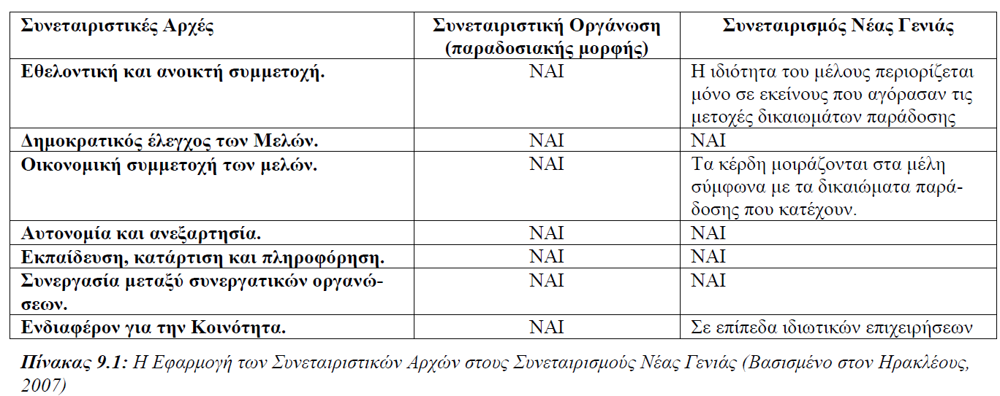 Συνεταιριστικές Αρχές
Συνεταιριστική Οργάνωση
(παραδοσιακής μορφής)
Συνεταιρισμός Νέας Γενιάς
Εθελοντική και ανοικτή συμμετοχή.
ΝΑΙ
Η ιδιότητα του μέλους περιορίζεται
μόνο σε εκείνους που αγόρασαν τις
μετοχές δικαιωμάτων παράδοσης
Δημοκρατικός έλεγχος των Μελών.
ΝΑΙ
ΝΑΙ
Οικονομική συμμετοχή των μελών.
ΝΑΙ
Τα κέρδη μοιράζονται στα μέλη
σύμφωνα με τα δικαιώματα παρά-
δοσης που κατέχουν.
Αυτονομία και ανεξαρτησία.
ΝΑΙ
ΝΑΙ
Εκπαίδευση, κατάρτιση και πληροφόρηση.
ΝΑΙ
ΝΑΙ
Συνεργασία μεταξύ συνεργατικών οργανώ-
σεων.
ΝΑΙ
ΝΑΙ
Ενδιαφέρον για την Κοινότητα.
ΝΑΙ
Σε επίπεδα ιδιωτικών επιχειρήσεων
Πίνακας 9.1: Η Εφαρμογή των Συνεταιριστικών Αρχών στους Συνεταιρισμούς Νέας Γενιάς (Βασισμένο στον Ηρακλέους,
2007)